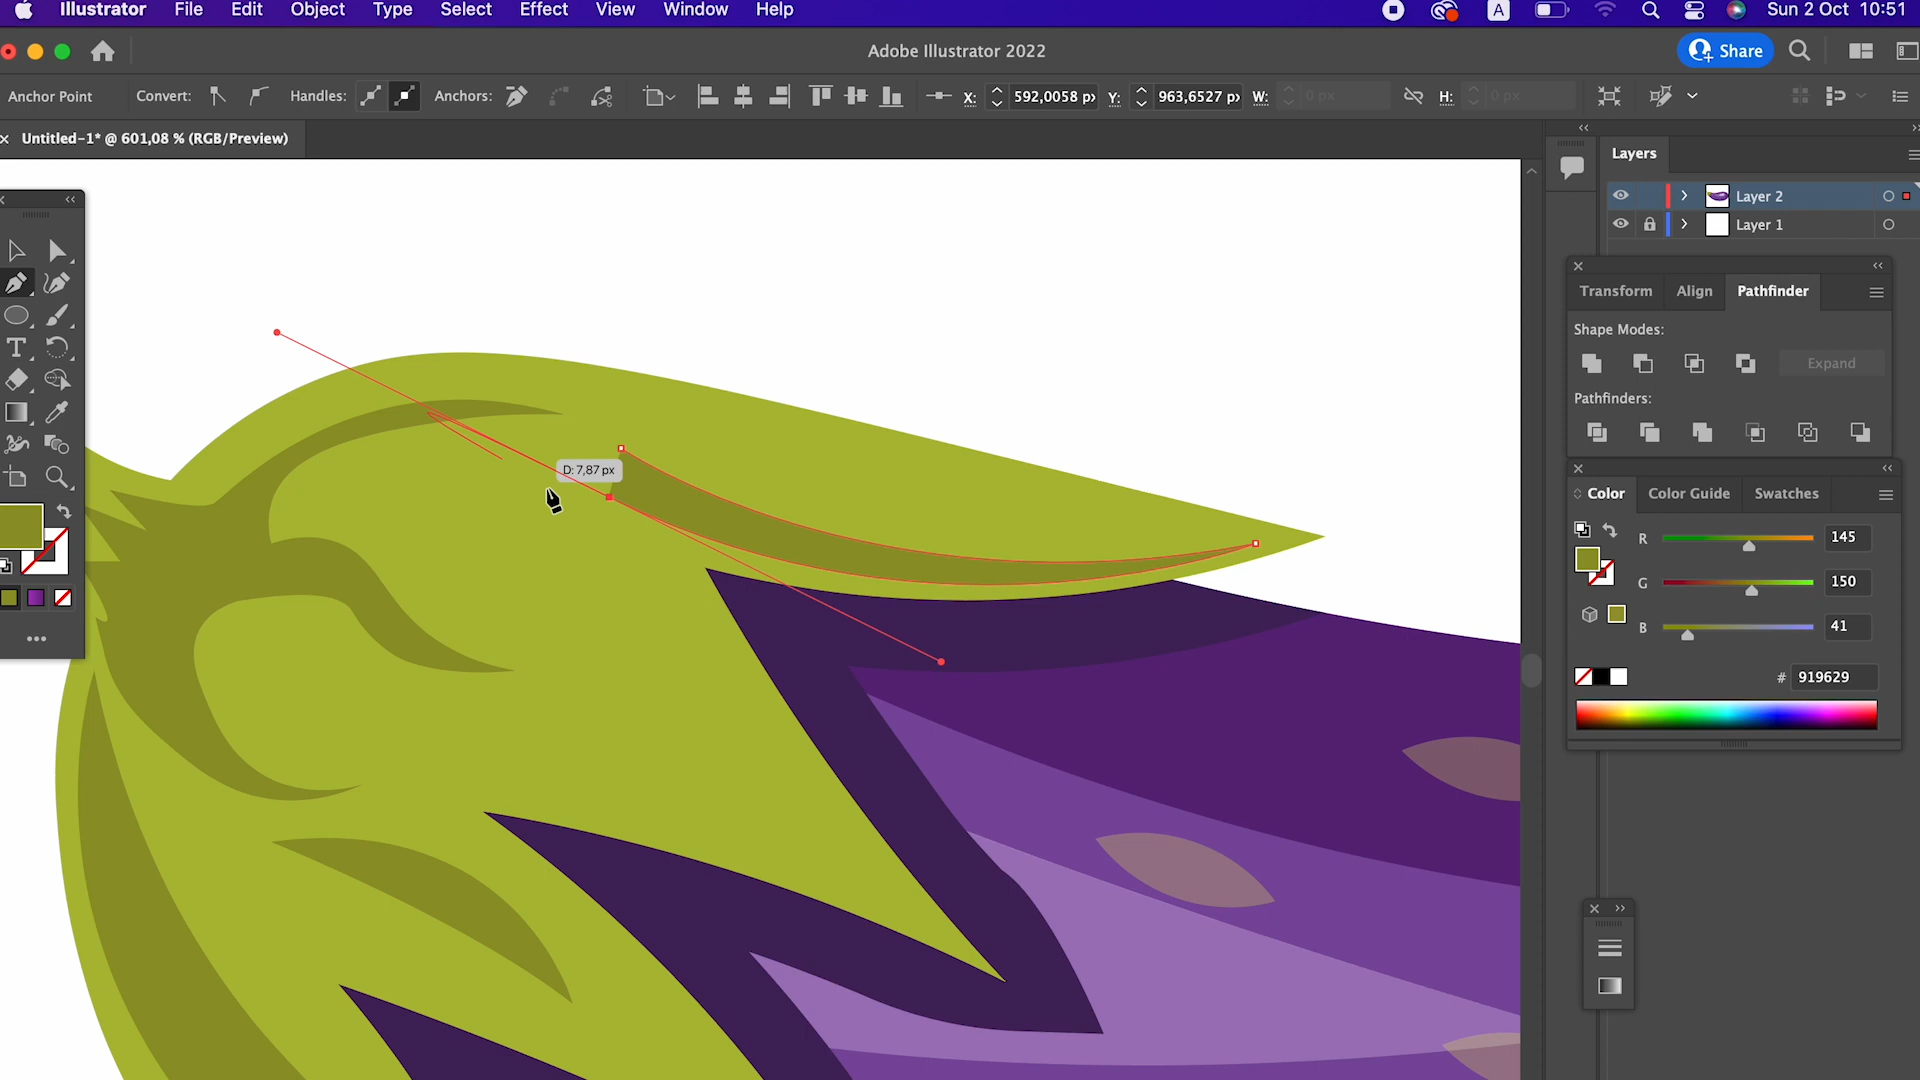 Illustrator File Edit Object Type Select Effect View Window Help A Sun 2 Oct 10:51
Adobe Illustrator 2022 Share
Anchor Point Convert: Handles: Anchors: X: 592,0058 p Y: 963,6527 p W: 0 px H: 0 px
Untitled-1* @ 601,08 % (RGB/Preview)
Layers
Layer 2
Layer 1
Transform Align Pathfinder
Shape Modes:
Expand
Pathfinders:
D: 7,87 px
Color Color Guide Swatches
R 145
G 150
B 41
# 919629